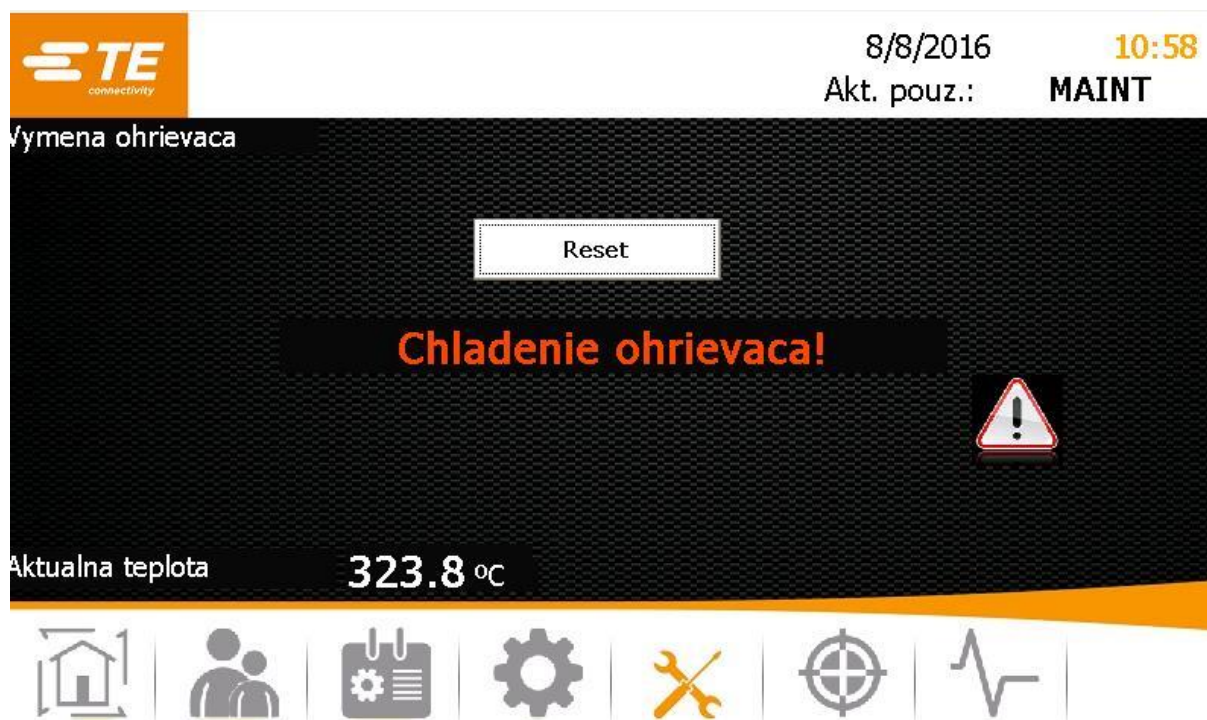 TE
connectivity
8/8/2016 10:58
Akt. pouz.: MAINT
Vymena ohrievaca
Reset
Chladenie ohrievaca!
Aktualna teplota 323.8 ºC